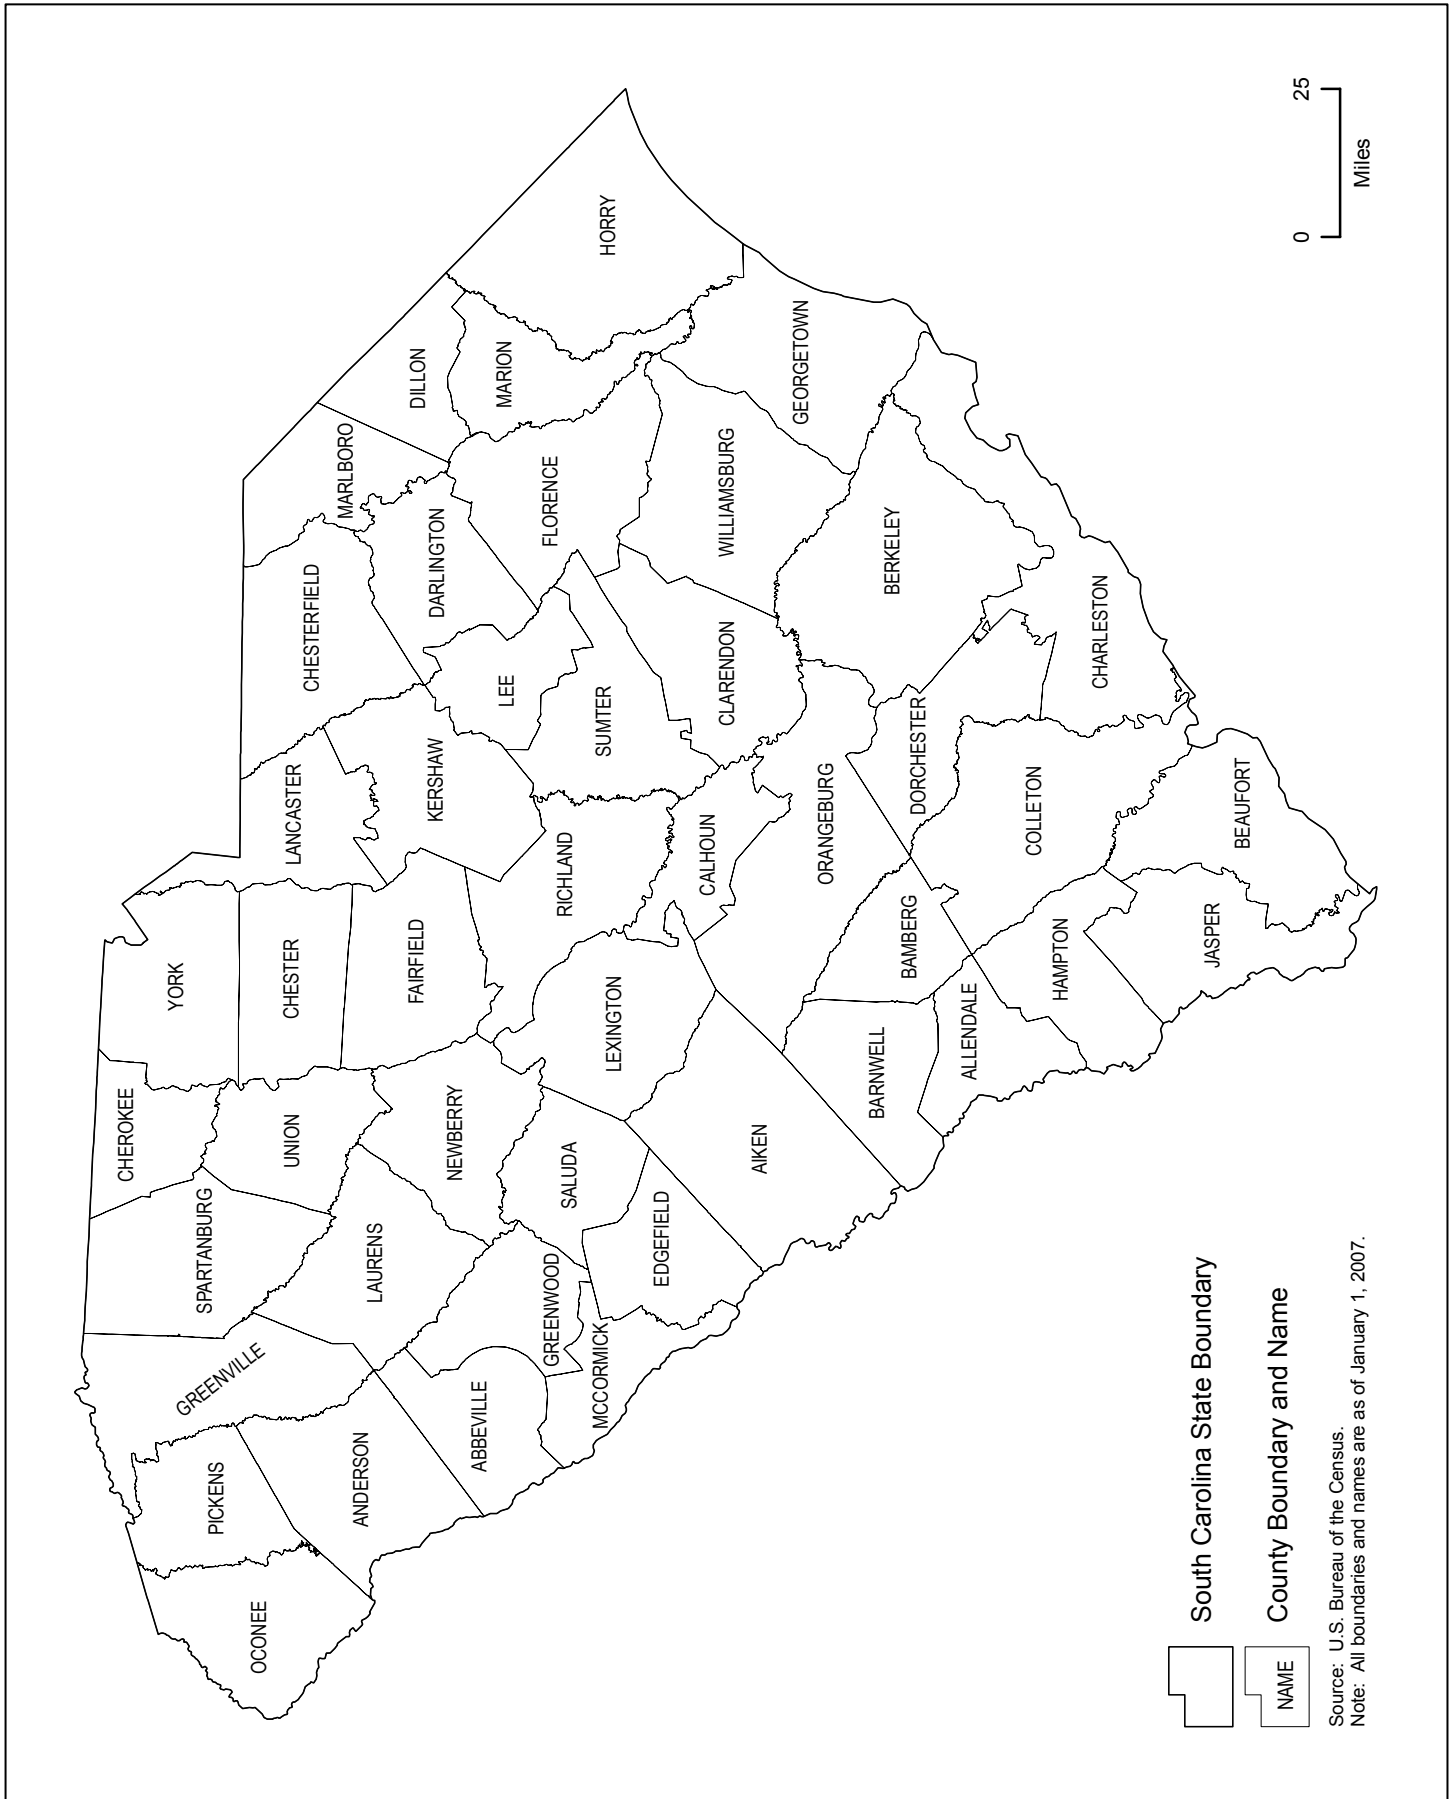 OCONEE
PICKENS
GREENVILLE
SPARTANBURG
CHEROKEE
YORK
ANDERSON
LAURENS
UNION
CHESTER
LANCASTER
CHESTERFIELD
MARLBORO
ABBEVILLE
NEWBERRY
FAIRFIELD
KERSHAW
DARLINGTON
DILLON
GREENWOOD
MCCORMICK
SALUDA
LEXINGTON
RICHLAND
LEE
SUMTER
FLORENCE
MARION
HORRY
EDGEFIELD
AIKEN
CALHOUN
CLARENDON
WILLIAMSBURG
GEORGETOWN
BARNWELL
BAMBERG
ORANGEBURG
DORCHESTER
BERKELEY
ALLENDALE
HAMPTON
COLLETON
CHARLESTON
JASPER
BEAUFORT
South Carolina State Boundary
NAME County Boundary and Name
Source: U.S. Bureau of the Census.
Note: All boundaries and names are as of January 1, 2007.
0 25
Miles